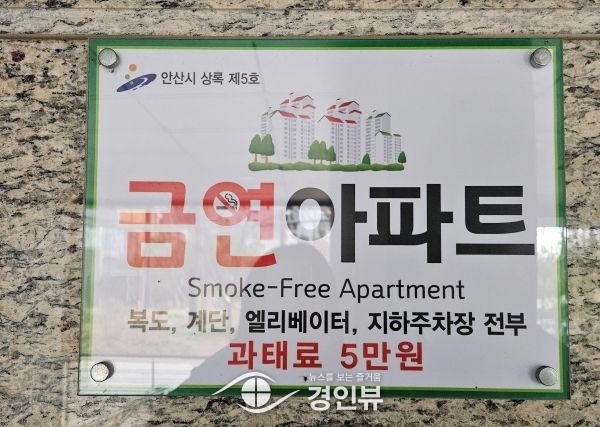 안산시 상록 제5호
금연아파트
Smoke-Free Apartment
복도, 계단, 엘리베이터, 지하주차장 전부
과태료 5만원
뉴스를 보는 즐거움
경인뷰